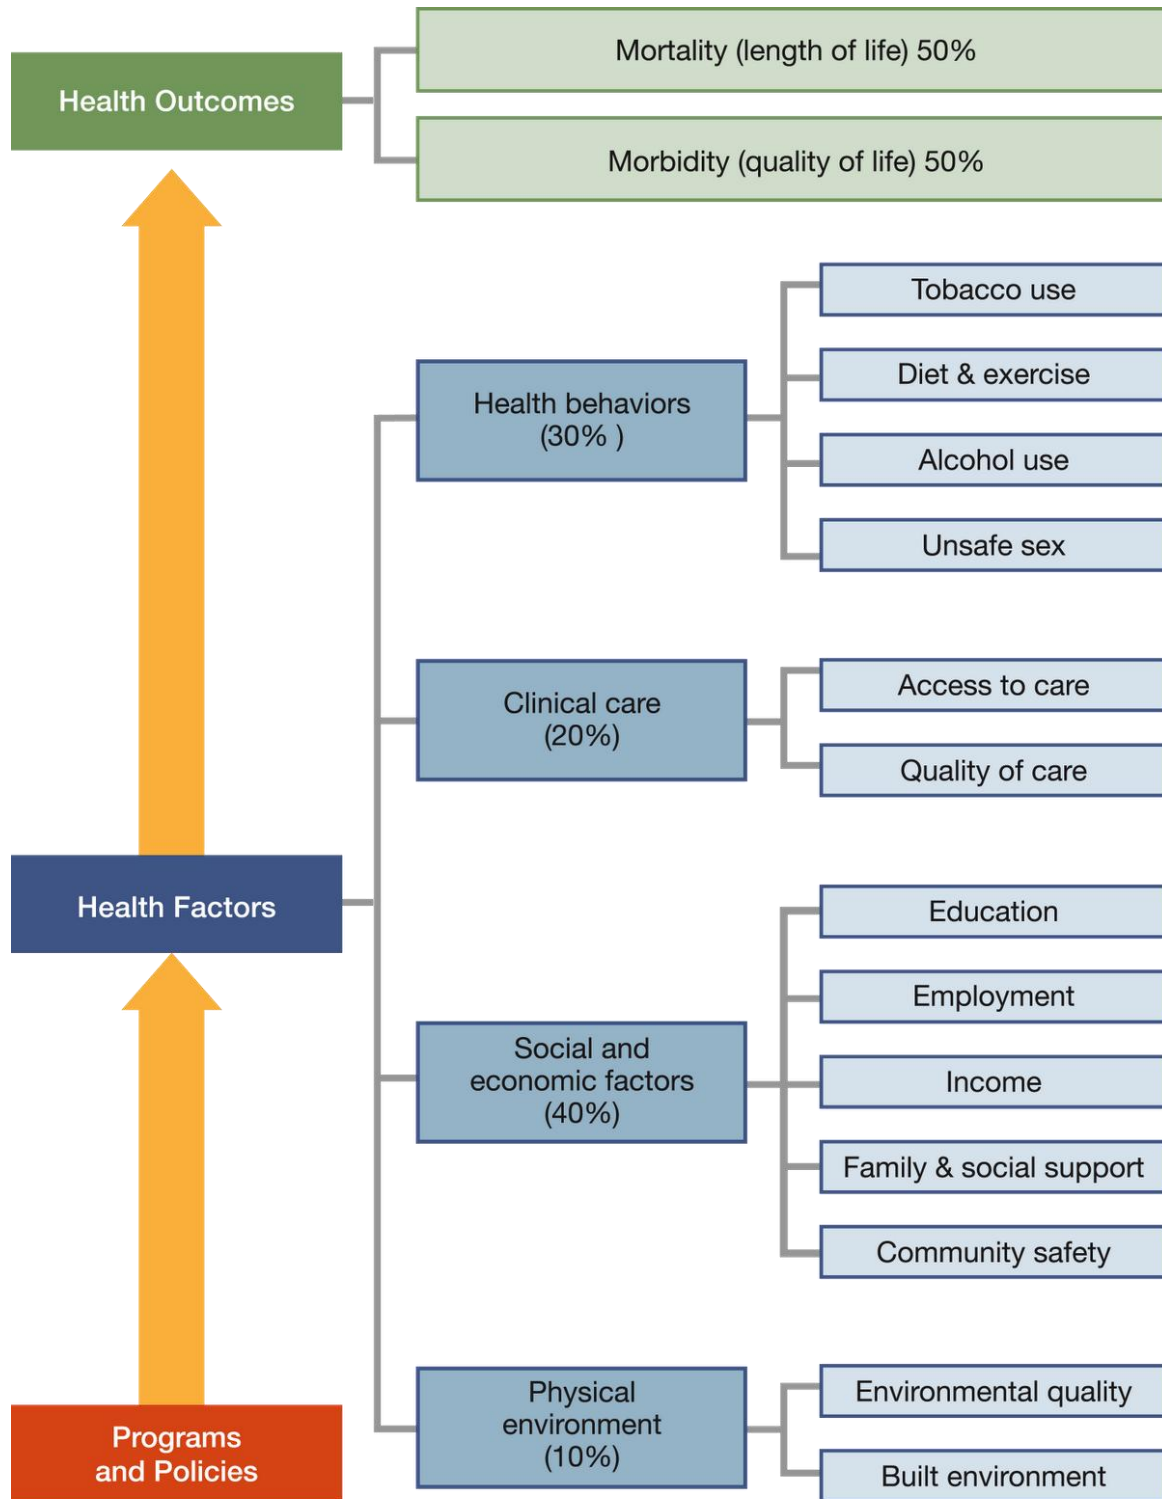 Health Outcomes
Mortality (length of life) 50%
Morbidity (quality of life) 50%
Health Factors
Health behaviors
(30% )
Tobacco use
Diet & exercise
Alcohol use
Unsafe sex
Clinical care
(20%)
Access to care
Quality of care
Social and
economic factors
(40%)
Education
Employment
Income
Family & social support
Community safety
Physical
environment
(10%)
Environmental quality
Built environment
Programs
and Policies